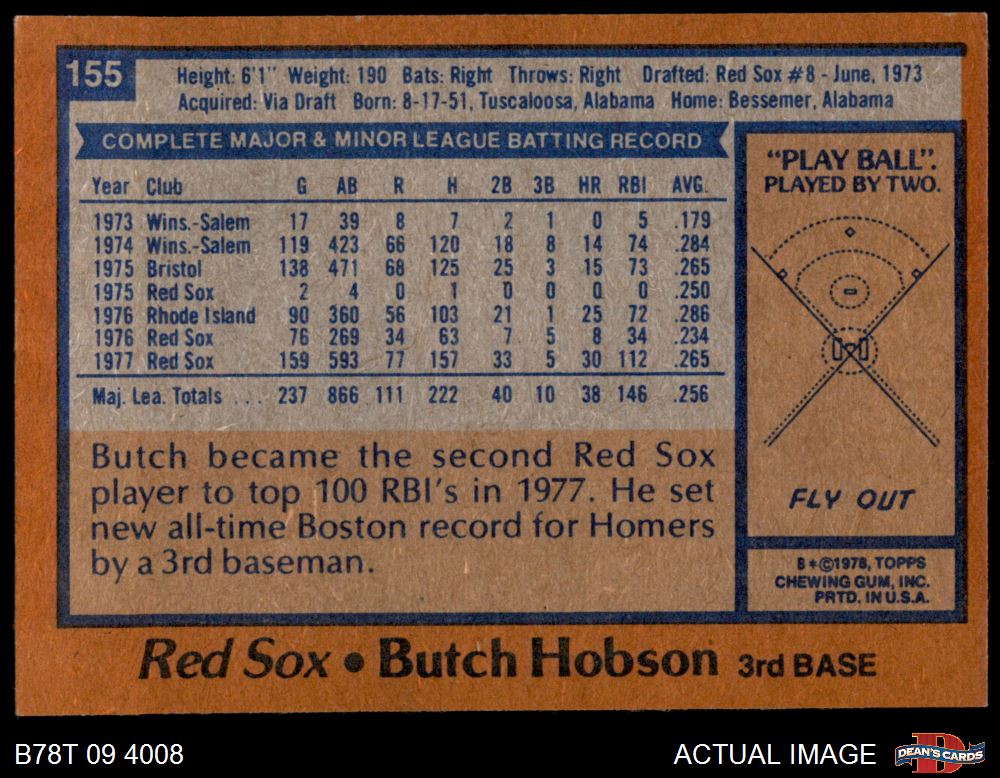 155
Height: 6'1" Weight: 190 Bats: Right Throws: Right Drafted: Red Sox #8 - June, 1973
Acquired: Via Draft Born: 8-17-51, Tuscaloosa, Alabama Home: Bessemer, Alabama
COMPLETE MAJOR & MINOR LEAGUE BATTING RECORD
Year Club G AB R H 2B 3B HR RBI AVG.
1973 Wins.-Salem 17 39 8 7 2 1 0 5 .179
1974 Wins.-Salem 119 423 66 120 18 8 14 74 .284
1975 Bristol 138 471 68 125 25 3 15 73 .265
1975 Red Sox 2 4 0 1 0 0 0 0 .250
1976 Rhode Island 90 360 56 103 21 1 25 72 .286
1976 Red Sox 76 269 34 63 7 5 8 34 .234
1977 Red Sox 159 593 77 157 33 5 30 112 .265
Maj. Lea. Totals ... 237 866 111 222 40 10 38 146 .256
Butch became the second Red Sox
player to top 100 RBI's in 1977. He set
new all-time Boston record for Homers
by a 3rd baseman.
"PLAY BALL".
PLAYED BY TWO.
FLY OUT
B*©1978, TOPPS
CHEWING GUM, INC.
PRTD. IN U.S.A.
Red Sox • Butch Hobson 3rd BASE
B78T 09 4008
ACTUAL IMAGE
DEAN'S CARDS